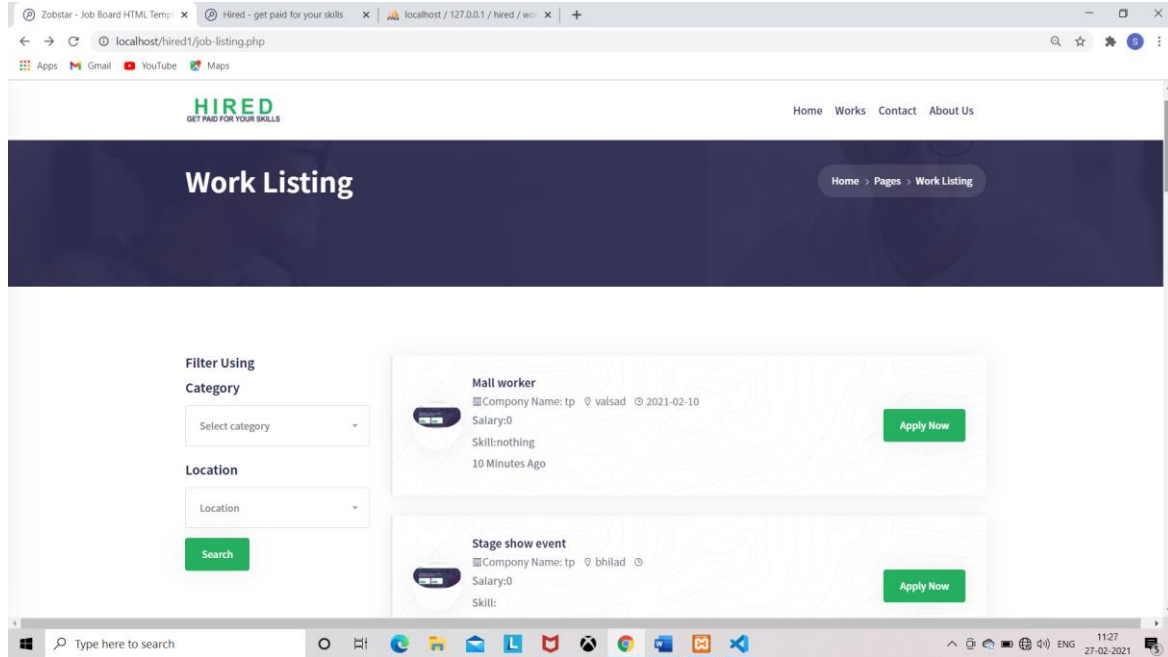 Zobstar - Job Board HTML Temp
Hired - get paid for your skills
localhost / 127.0.0.1 / hired / wor
localhost/hired1/job-listing.php
S
Apps Gmail YouTube Maps
HIRED
GET PAID FOR YOUR SKILLS
Home Works Contact About Us
Work Listing
Home > Pages > Work Listing
Filter Using
Category
Select category
Location
Location
Search
Mall worker
Compony Name: tp valsad 2021-02-10
Salary:0
Skill:nothing
10 Minutes Ago
Apply Now
Stage show event
Compony Name: tp bhilad
Salary:0
Skill:
Apply Now
Type here to search
L
W
ENG
11:27
27-02-2021
5